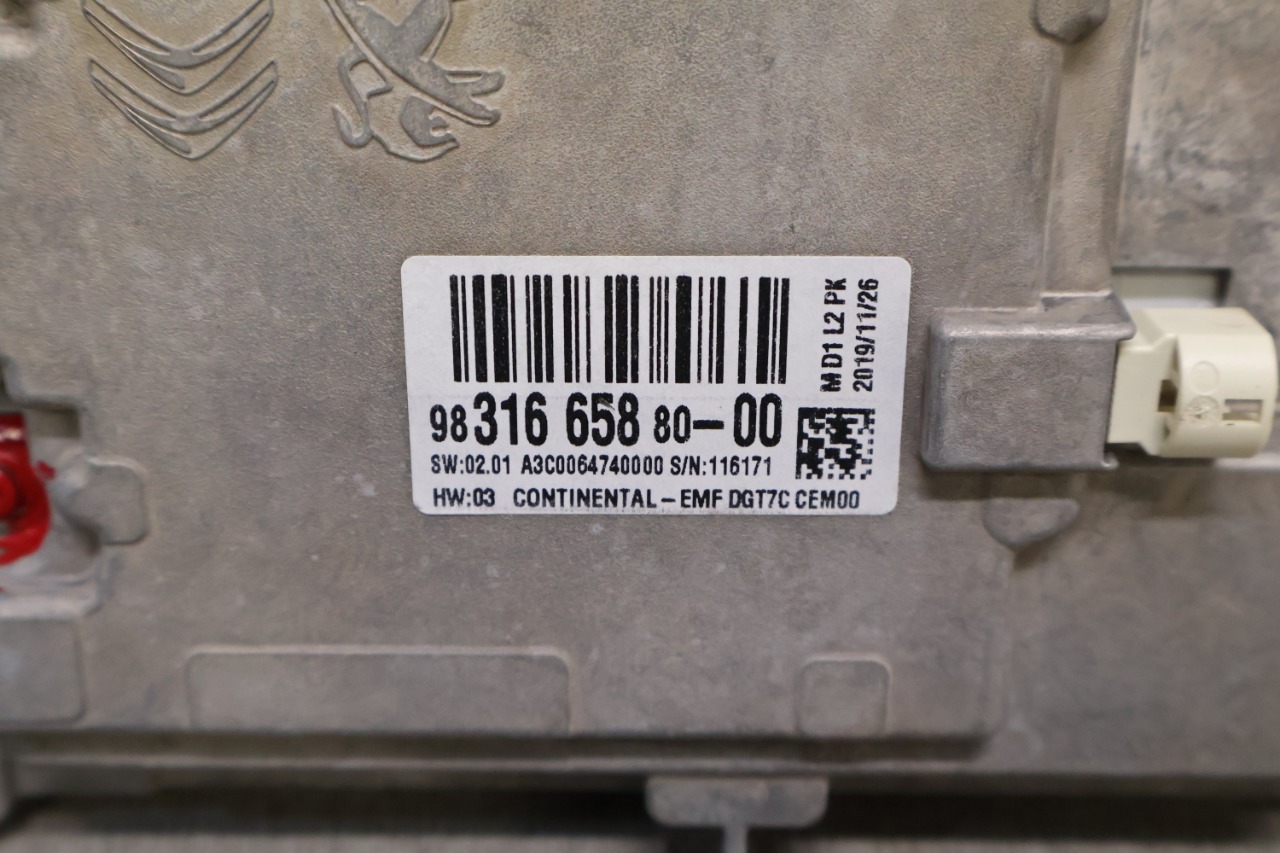 98 316 658 80-00
SW:02.01 A3C0064740000 S/N:116171
HW:03 CONTINENTAL-EMF DGT7C CEM00
MD1 L2 PK
2019/11/26